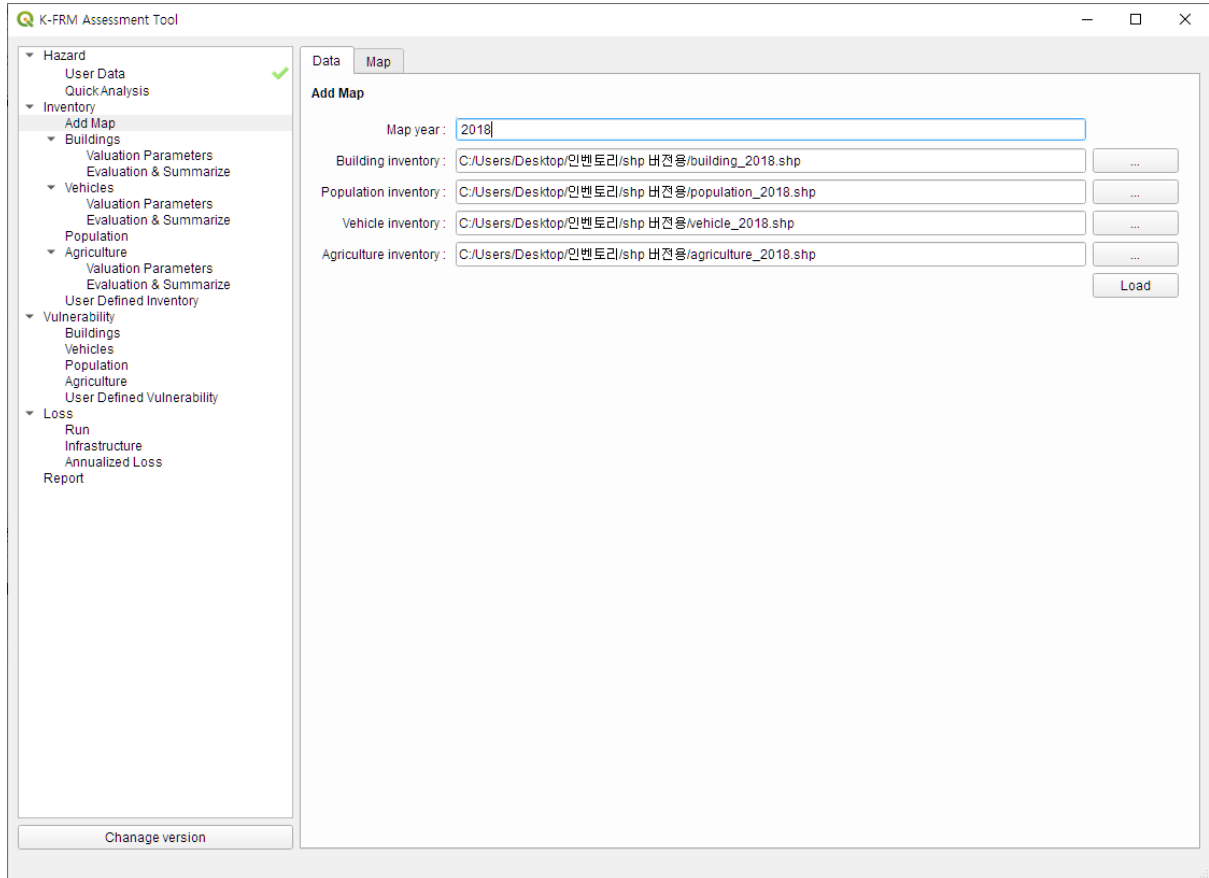 K-FRM Assessment Tool
Hazard
User Data
Quick Analysis
Inventory
Add Map
Buildings
Valuation Parameters
Evaluation & Summarize
Vehicles
Valuation Parameters
Evaluation & Summarize
Population
Agriculture
Valuation Parameters
Evaluation & Summarize
User Defined Inventory
Vulnerability
Buildings
Vehicles
Population
Agriculture
User Defined Vulnerability
Loss
Run
Infrastructure
Annualized Loss
Report
Chanage version
Data Map
Add Map
Map year : 2018
Building inventory : C:/Users/Desktop/인벤토리/shp 버전용/building_2018.shp ...
Population inventory : C:/Users/Desktop/인벤토리/shp 버전용/population_2018.shp ...
Vehicle inventory : C:/Users/Desktop/인벤토리/shp 버전용/vehicle_2018.shp ...
Agriculture inventory : C:/Users/Desktop/인벤토리/shp 버전용/agriculture_2018.shp ...
Load